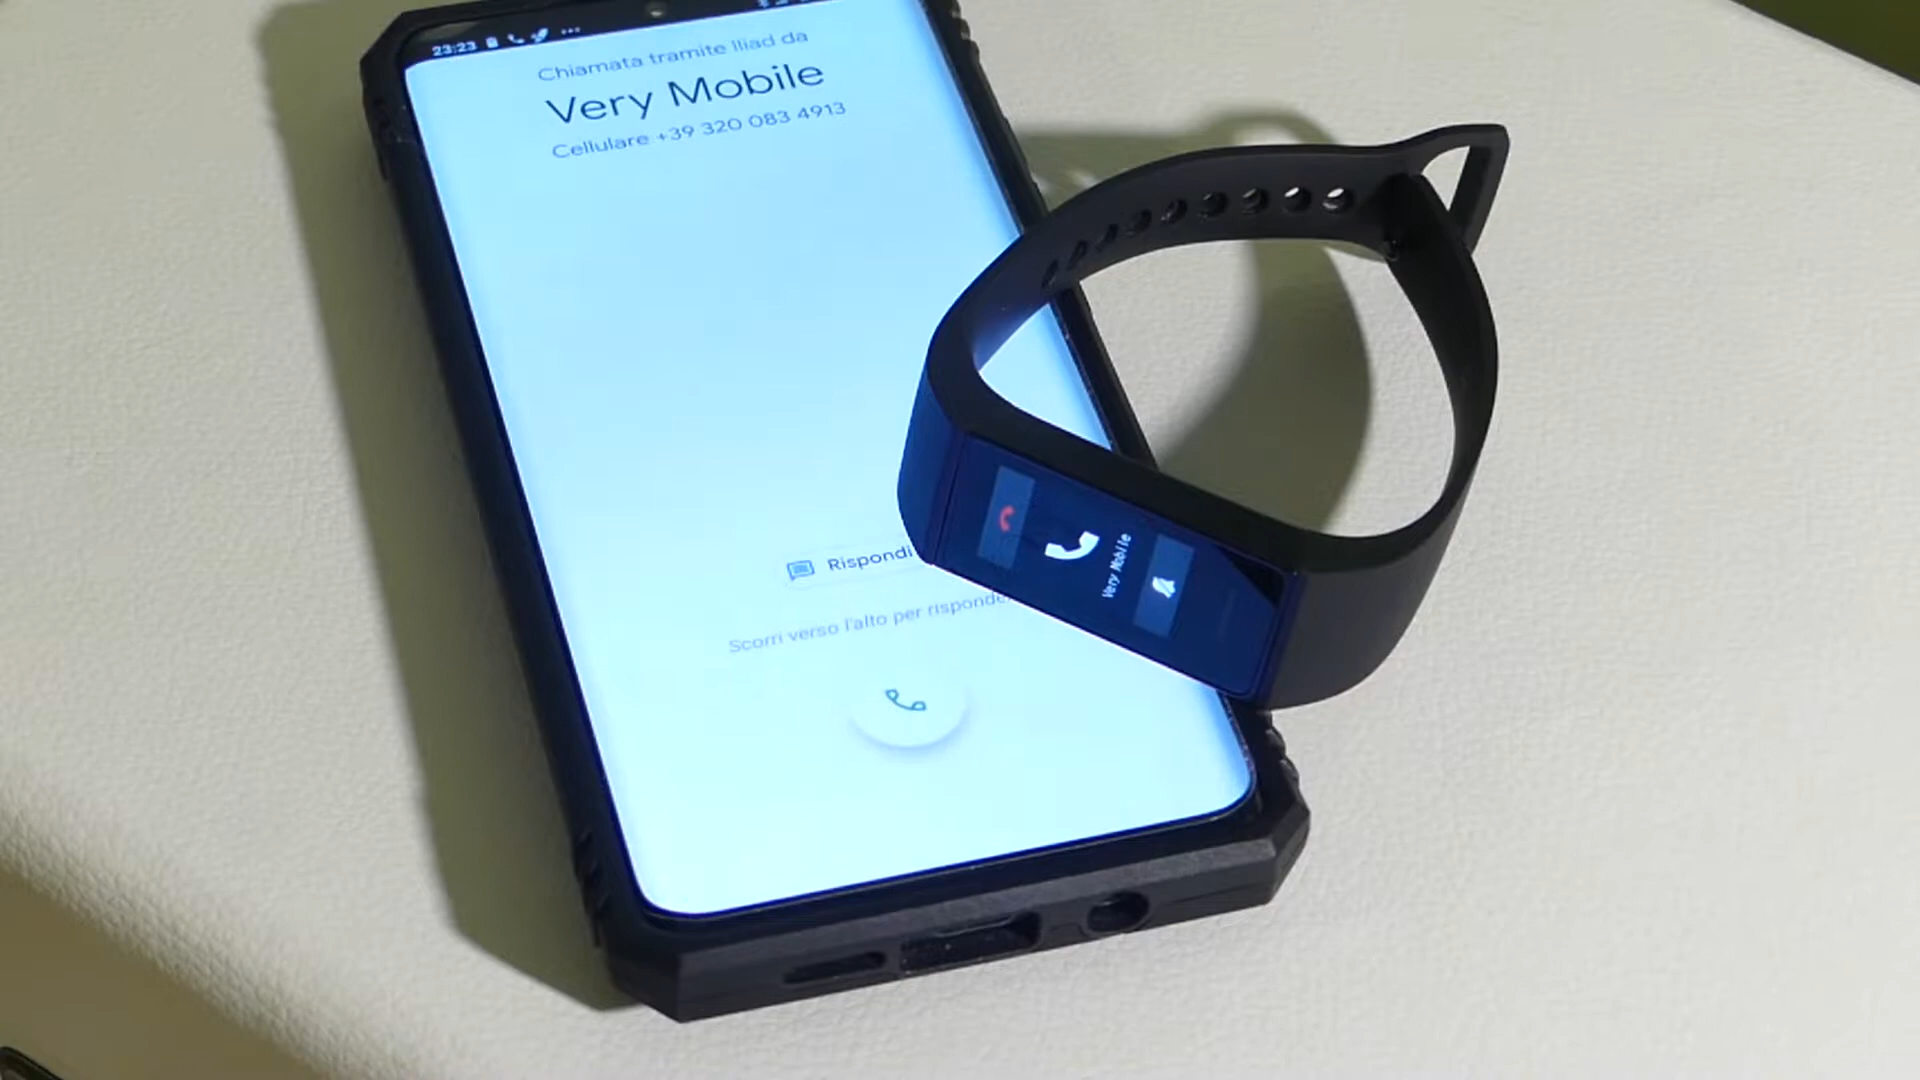 23:23
Chiamata tramite Iliad da
Very Mobile
Cellulare +39 320 083 4913
Rispondi
Scorri verso l'alto per risponde
Very Mobile